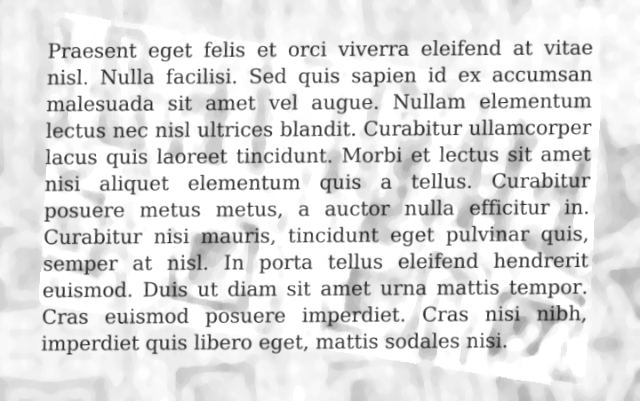 Praesent eget felis et orci viverra eleifend at vitae
nisl. Nulla facilisi. Sed quis sapien id ex accumsan
malesuada sit amet vel augue. Nullam elementum
lectus nec nisl ultrices blandit. Curabitur ullamcorper
lacus quis laoreet tincidunt. Morbi et lectus sit amet
nisi aliquet elementum quis a tellus. Curabitur
posuere metus metus, a auctor nulla efficitur in.
Curabitur nisi mauris, tincidunt eget pulvinar quis,
semper at nisl. In porta tellus eleifend hendrerit
euismod. Duis ut diam sit amet urna mattis tempor.
Cras euismod posuere imperdiet. Cras nisi nibh,
imperdiet quis libero eget, mattis sodales nisi.